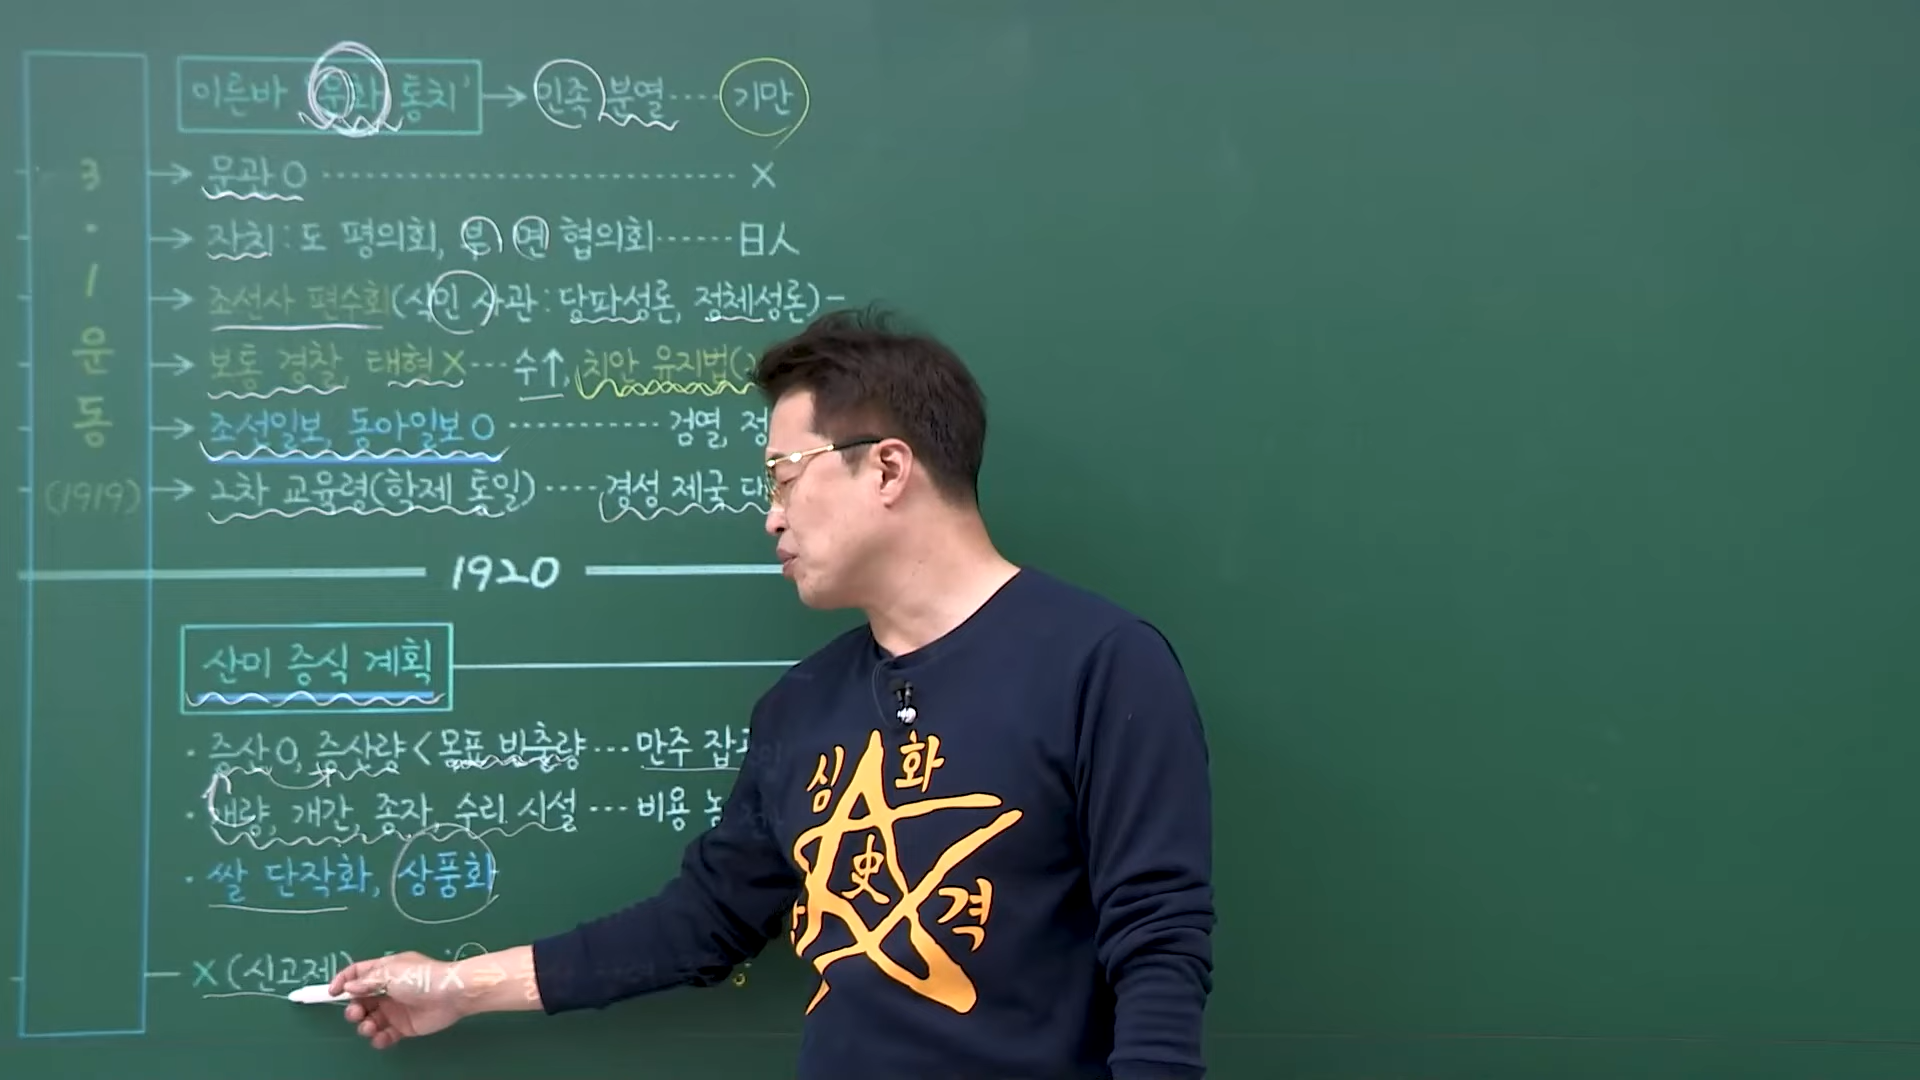 이른바 '문화 통치' → 민족 분열 ···· 기만
3 → 문관 O ·························· X
· → 자치 : 도 평의회, 부, 면 협의회 ······ 日人
1 → 조선사 편수회(식민 사관 : 당파성론, 정체성론) -
운 → 보통 경찰, 태형 X ··· 수↑, 치안 유지법(
동 → 조선일보, 동아일보 O ············ 검열, 정
(1919) → 2차 교육령(학제 통일) ···· 경성 제국 대
1920
산미 증식 계획
· 증산 O, 증산량 < 목표 반출량 ··· 만주 잡곡
· 개량, 개간, 종자, 수리 시설 ··· 비용 농
· 쌀 단작화, 상품화
X (신고제) 관세 X ⇒
심화
史
격